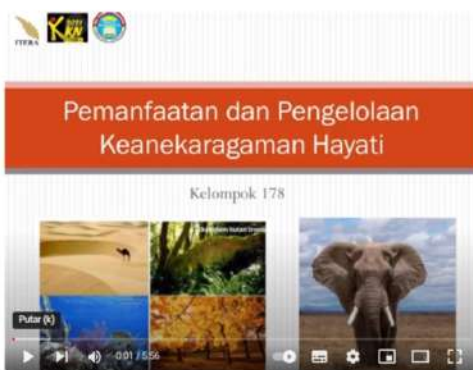 ITERA
KKN
Pemanfaatan dan Pengelolaan
Keanekaragaman Hayati
Kelompok 178
Putar (k)
0:01 / 5:56